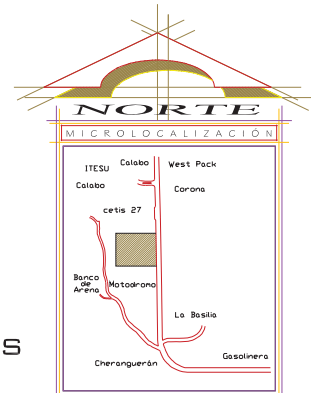 NORTE
MICROLOCALIZACIÓN
Calabo
West Pack
ITESU
Calabo
Corona
cetis 27
Banco
de
Arena
Motodromo
La Basilia
S
Cheranguerán
Gasolinera